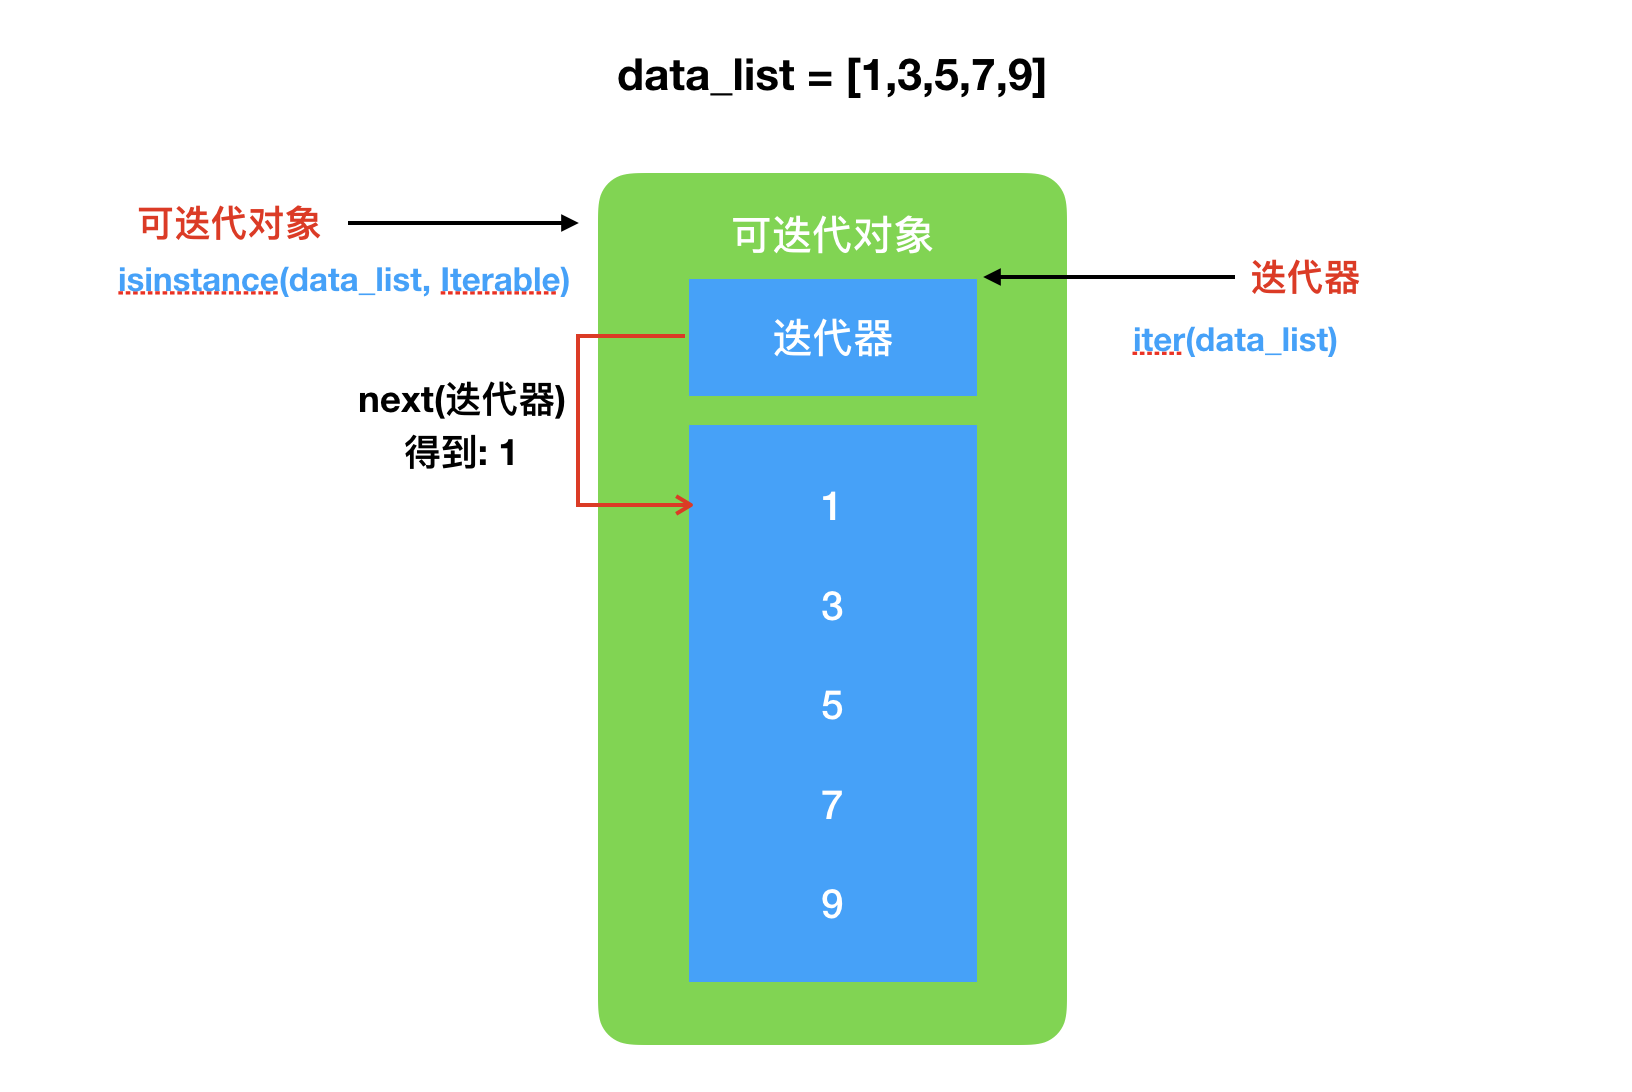 data_list = [1,3,5,7,9]
可迭代对象
isinstance(data_list, Iterable)
可迭代对象
迭代器
iter(data_list)
迭代器
next(迭代器)
得到: 1
1
3
5
7
9